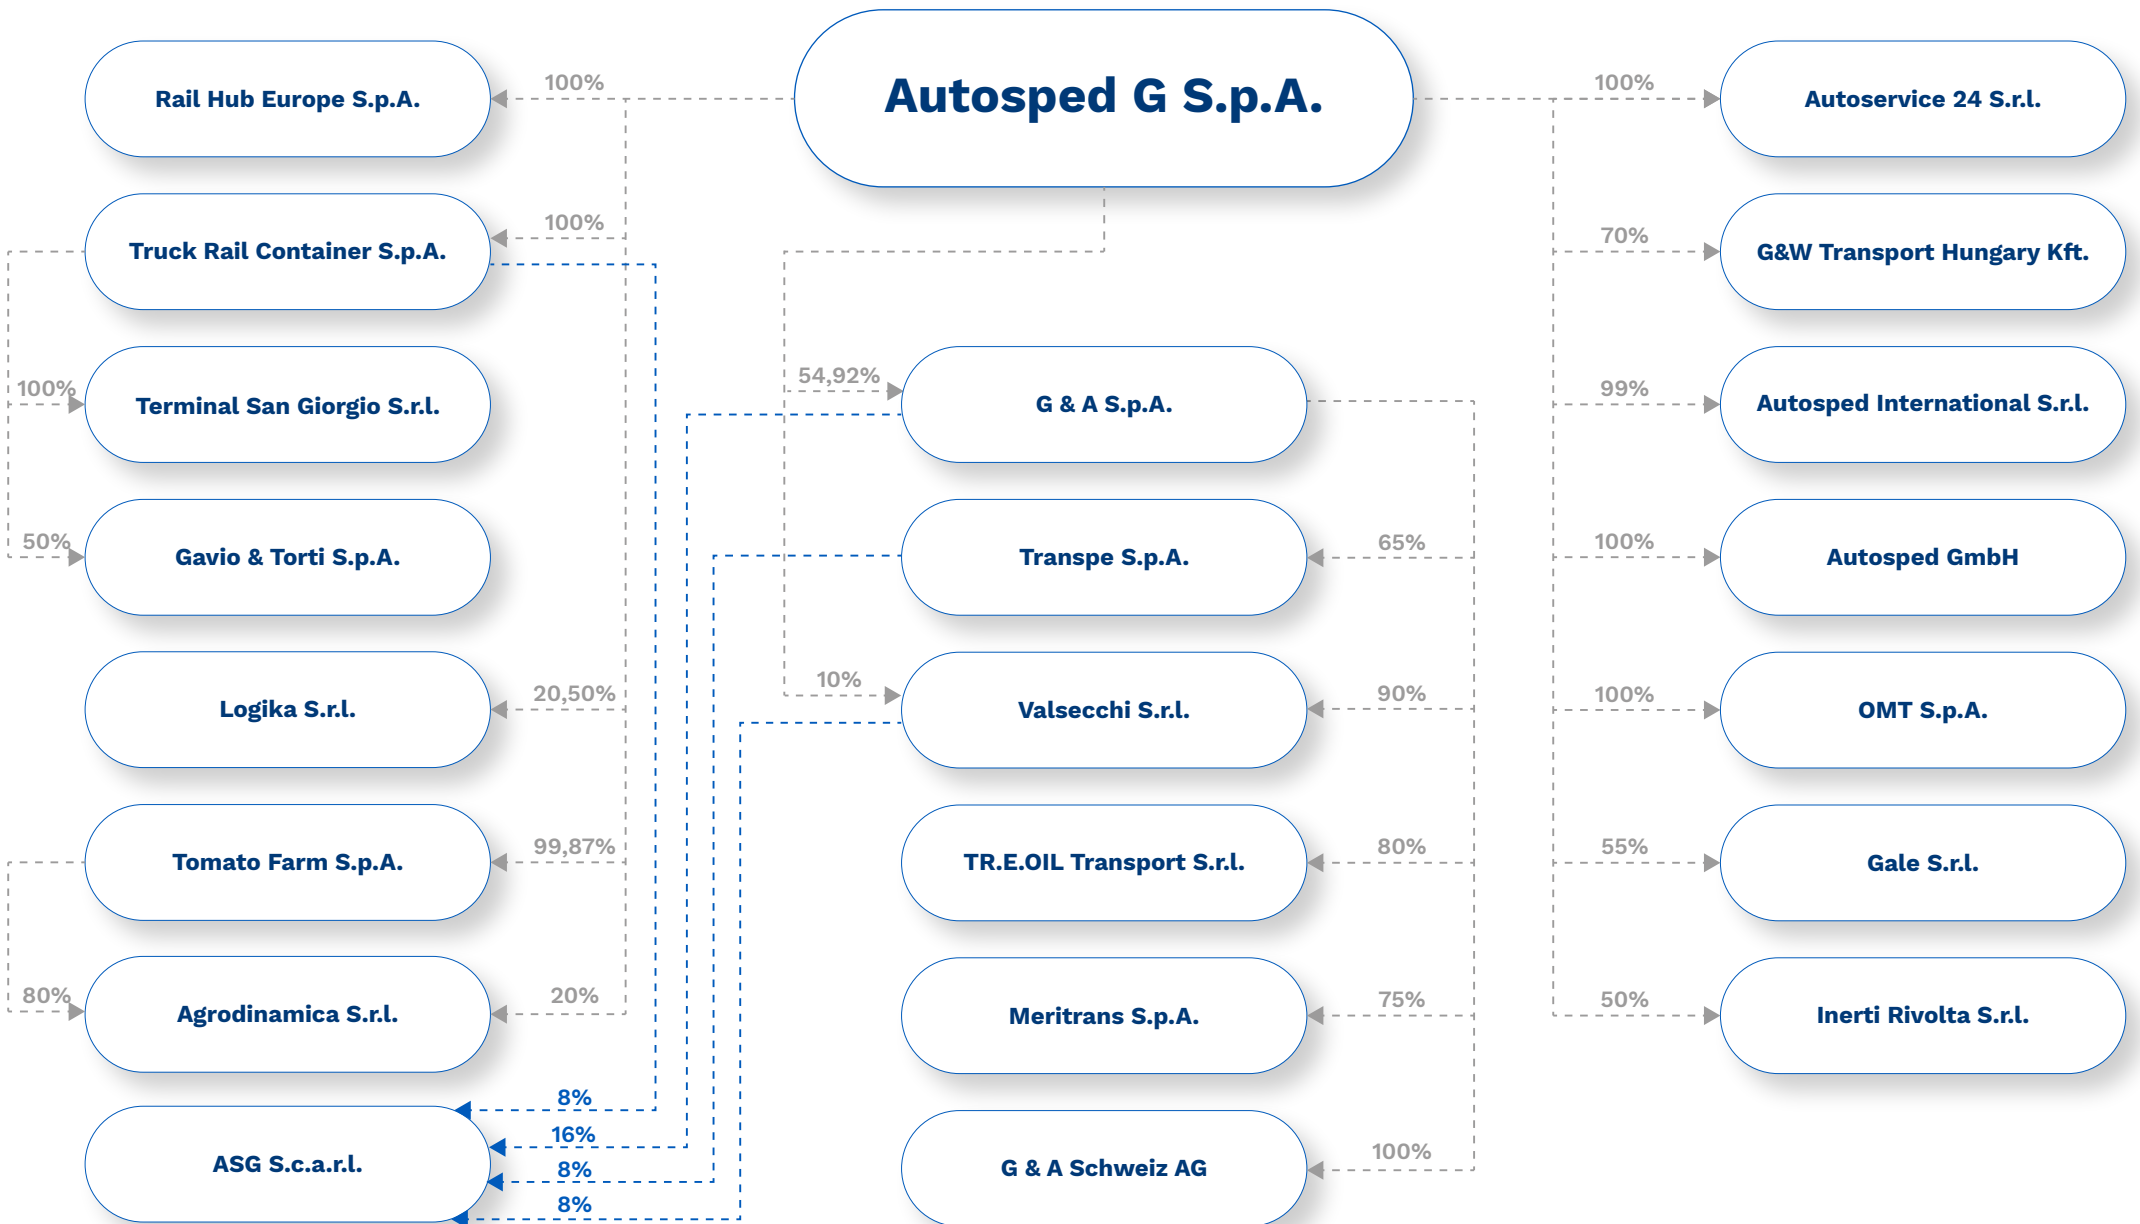 Autosped G S.p.A.
Rail Hub Europe S.p.A.
100%
100%
Autoservice 24 S.r.l.
Truck Rail Container S.p.A.
100%
70%
G&W Transport Hungary Kft.
100%
Terminal San Giorgio S.r.l.
54,92%
G & A S.p.A.
99%
Autosped International S.r.l.
50%
Gavio & Torti S.p.A.
Transpe S.p.A.
65%
100%
Autosped GmbH
Logika S.r.l.
20,50%
10%
Valsecchi S.r.l.
90%
100%
OMT S.p.A.
Tomato Farm S.p.A.
99,87%
TR.E.OIL Transport S.r.l.
80%
55%
Gale S.r.l.
80%
Agrodinamica S.r.l.
20%
Meritrans S.p.A.
75%
50%
Inerti Rivolta S.r.l.
ASG S.c.a.r.l.
8%
16%
8%
8%
G & A Schweiz AG
100%